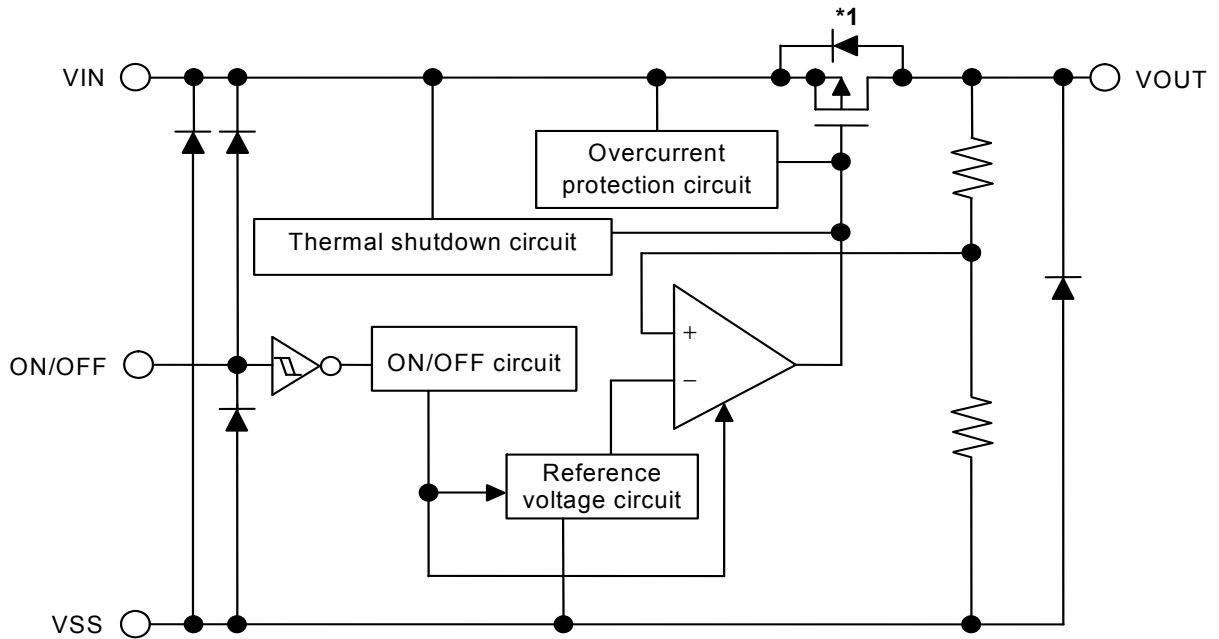 *1
VIN
VOUT
Overcurrent
protection circuit
Thermal shutdown circuit
+
−
ON/OFF
ON/OFF circuit
Reference
voltage circuit
VSS